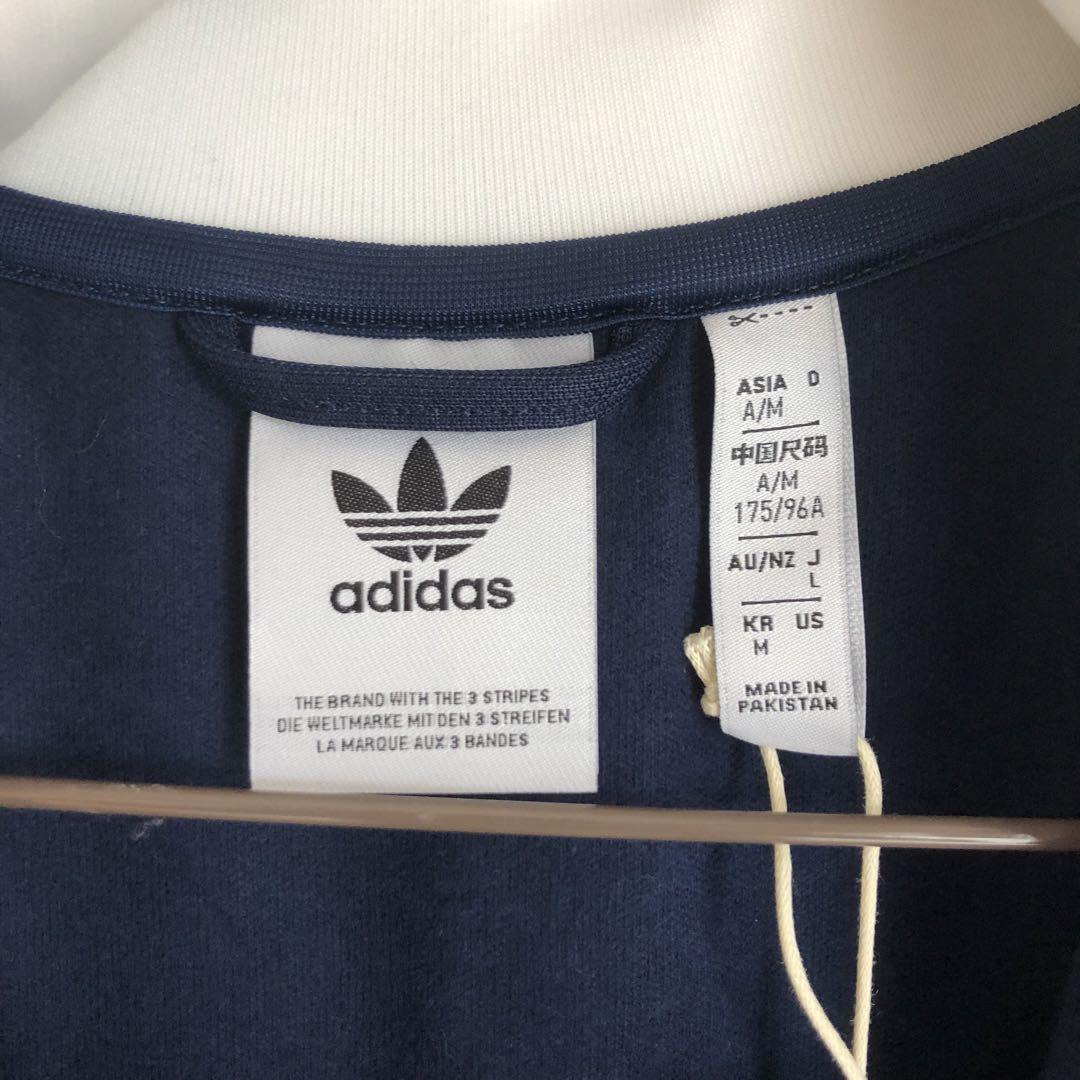 adidas
THE BRAND WITH THE 3 STRIPES
DIE WELTMARKE MIT DEN 3 STREIFEN
LA MARQUE AUX 3 BANDES
ASIA D
A/M
中国尺码
A/M
175/96A
AU/NZ J
L
KR US
M
MADE IN
PAKISTAN